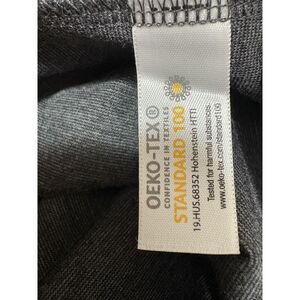 OEKO-TEX®
CONFIDENCE IN TEXTILES
STANDARD 100
19.HUS.68352 Hohenstein HTTI
Tested for harmful substances.
www.oeko-tex.com/standard100